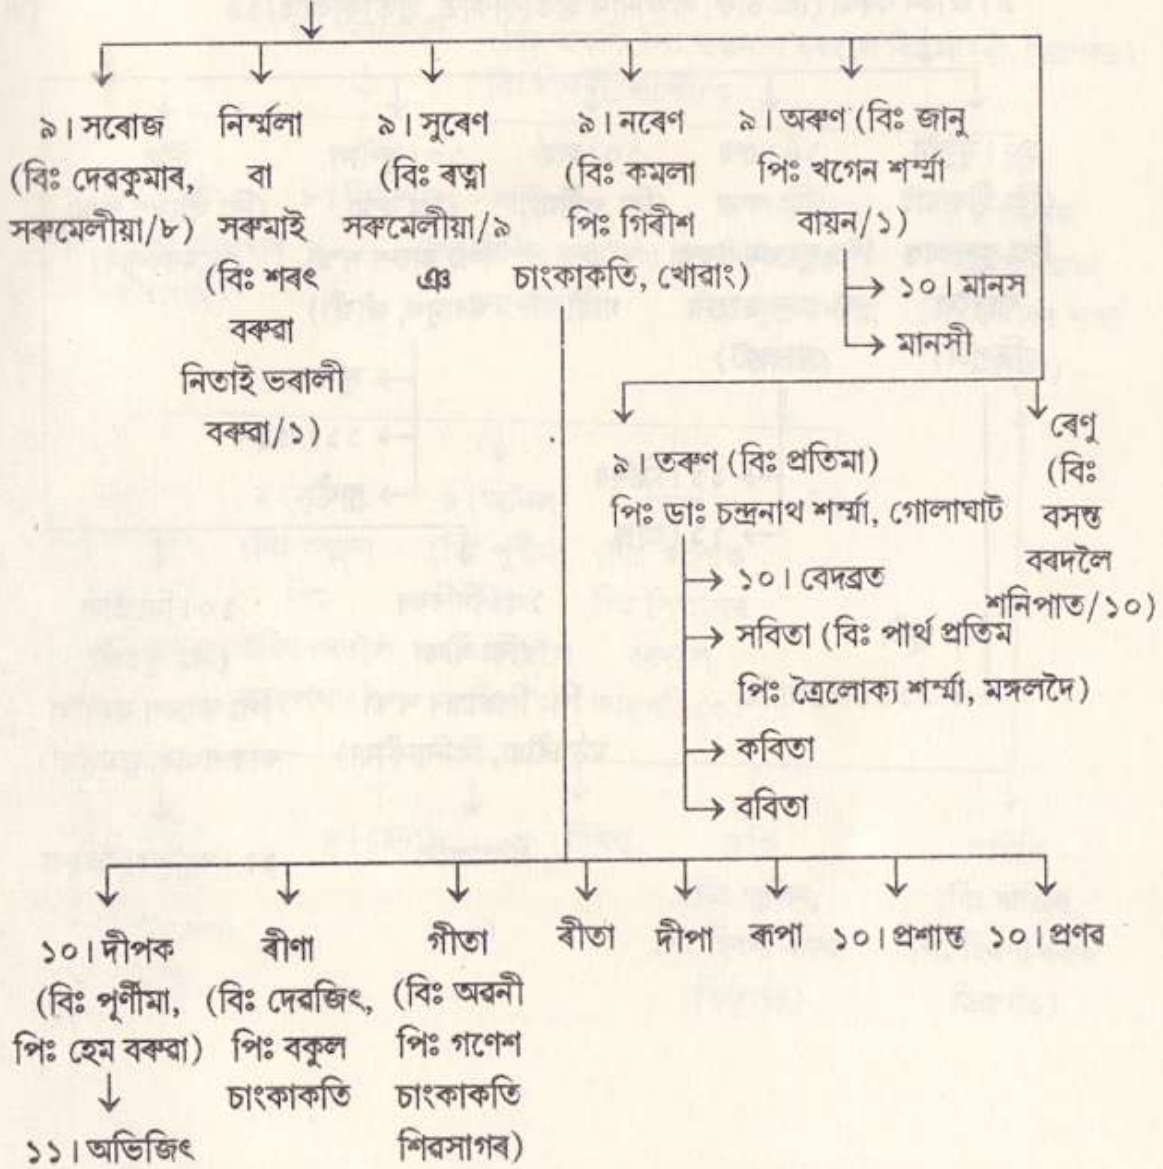 ৯। সৰোজ নিৰ্ম্মলা ৯। সুৰেণ ৯। নৰেণ ৯। অৰুণ (বিঃ জানু
(বিঃ দেৱকুমাৰ, বা (বিঃ ৰত্না (বিঃ কমলা পিঃ খগেন শৰ্ম্মা
সৰুমেলীয়া/৮) সৰুমাই সৰুমেলীয়া/৯ পিঃ গিৰীশ বায়ন/১)
(বিঃ শৰৎ ঞ চাংকাকতি, খোৱাং) ১০। মানস
বৰুৱা মানসী
নিতাই ভৰালী
বৰুৱা/১)
৯। তৰুণ (বিঃ প্ৰতিমা) ৰেণু
পিঃ ডাঃ চন্দ্ৰনাথ শৰ্ম্মা, গোলাঘাট (বিঃ
বসন্ত
১০। বেদব্ৰত বৰদলৈ
শনিপাত/১০)
সবিতা (বিঃ পাৰ্থ প্ৰতিম
পিঃ ত্ৰৈলোক্য শৰ্ম্মা, মঙ্গলদৈ)
কবিতা
ববিতা
১০। দীপক ৰীণা গীতা ৰীতা দীপা ৰূপা ১০। প্ৰশান্ত ১০। প্ৰণৱ
(বিঃ পূৰ্ণীমা, (বিঃ দেৱজিৎ, (বিঃ অৱনী
পিঃ হেম বৰুৱা) পিঃ বকুল পিঃ গণেশ
চাংকাকতি চাংকাকতি
১১। অভিজিৎ শিৱসাগৰ)